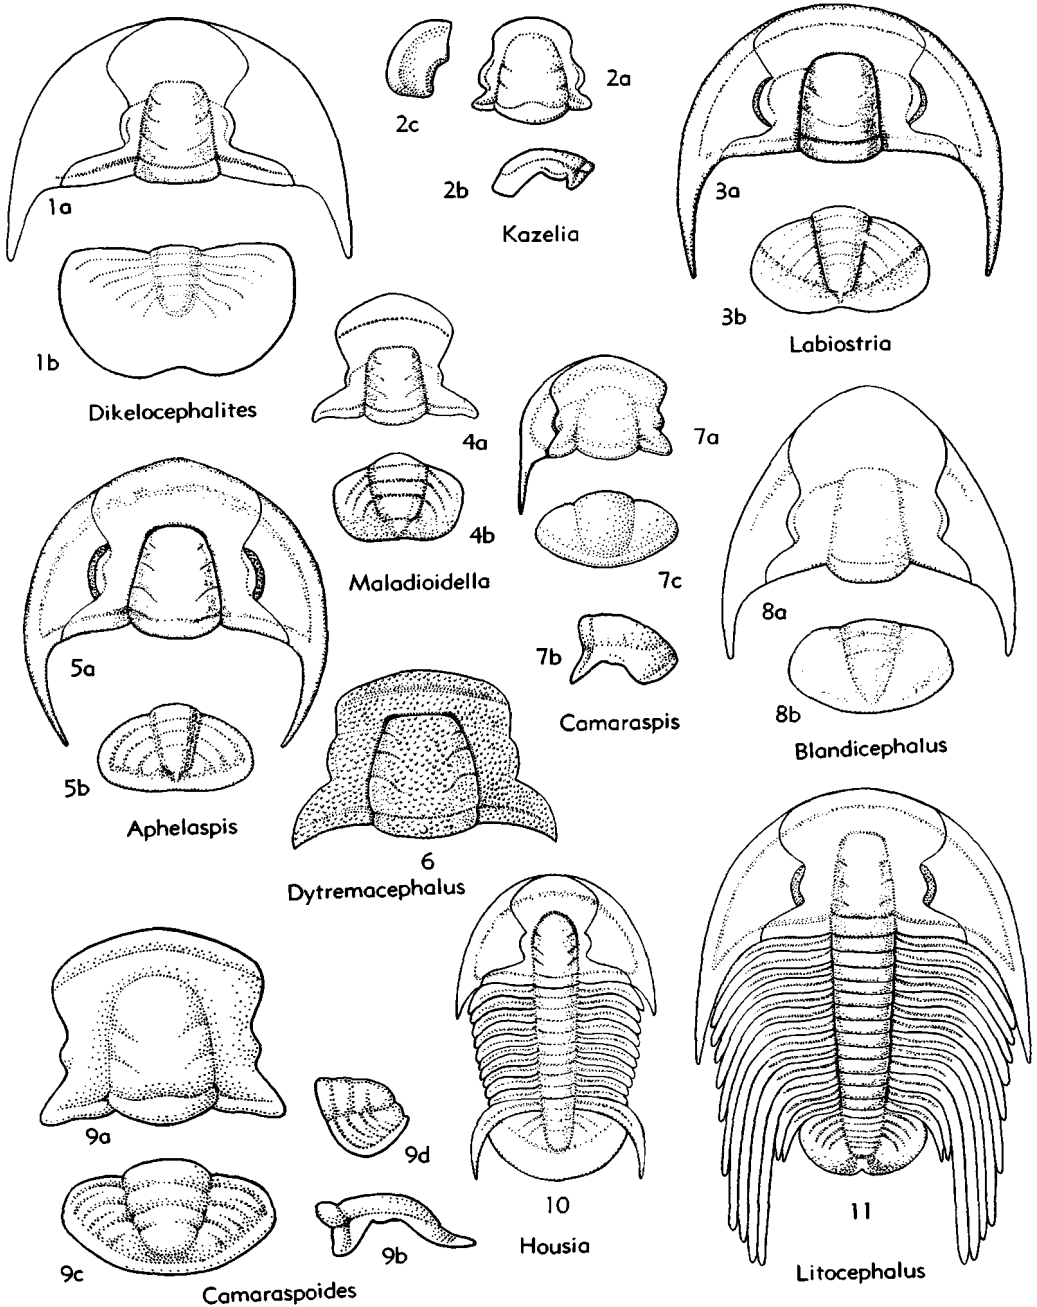 2c
2a
2b
Kazelia
1a
1b
Dikelocephalites
3a
3b
Labiostria
4a
4b
Maladioidella
7a
7c
7b
Camaraspis
8a
8b
Blandicephalus
5a
5b
Aphelaspis
6
Dytremacephalus
9a
9d
9c
9b
Camaraspoides
10
Housia
11
Litocephalus